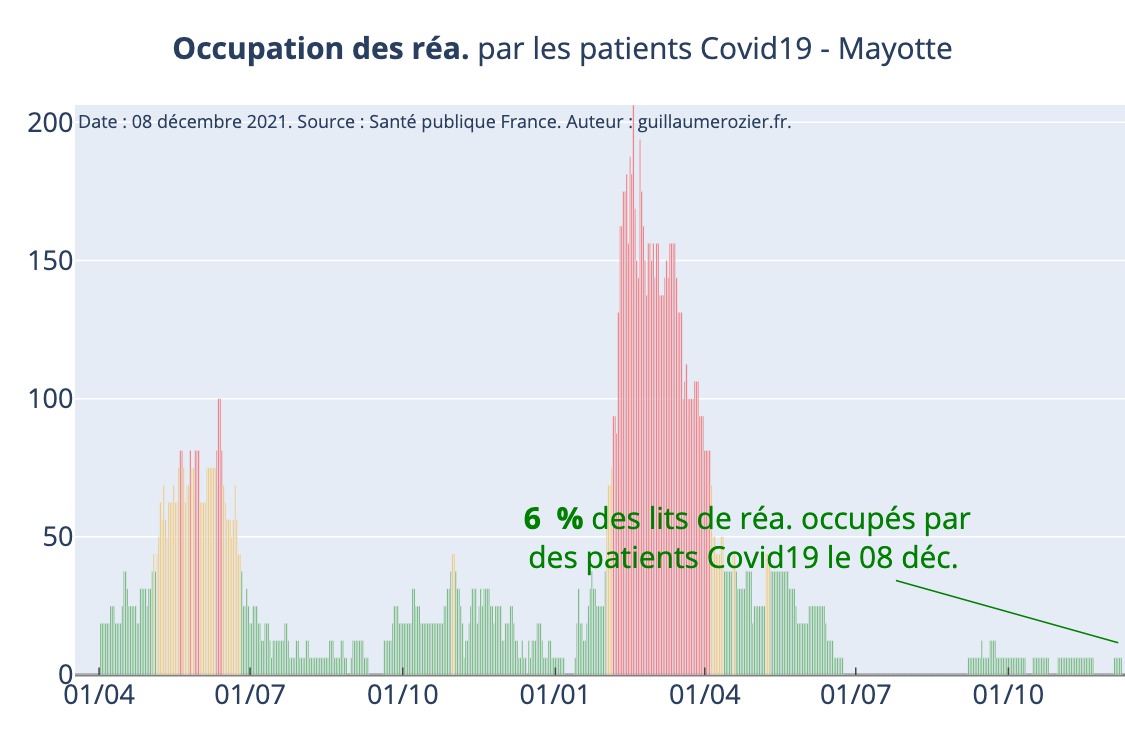 Occupation des réa. par les patients Covid19 - Mayotte
200
Date : 08 décembre 2021. Source : Santé publique France. Auteur : guillaumerozier.fr.
150
100
50
6 % des lits de réa. occupés par
des patients Covid19 le 08 déc.
0
01/04 01/07 01/10 01/01 01/04 01/07 01/10